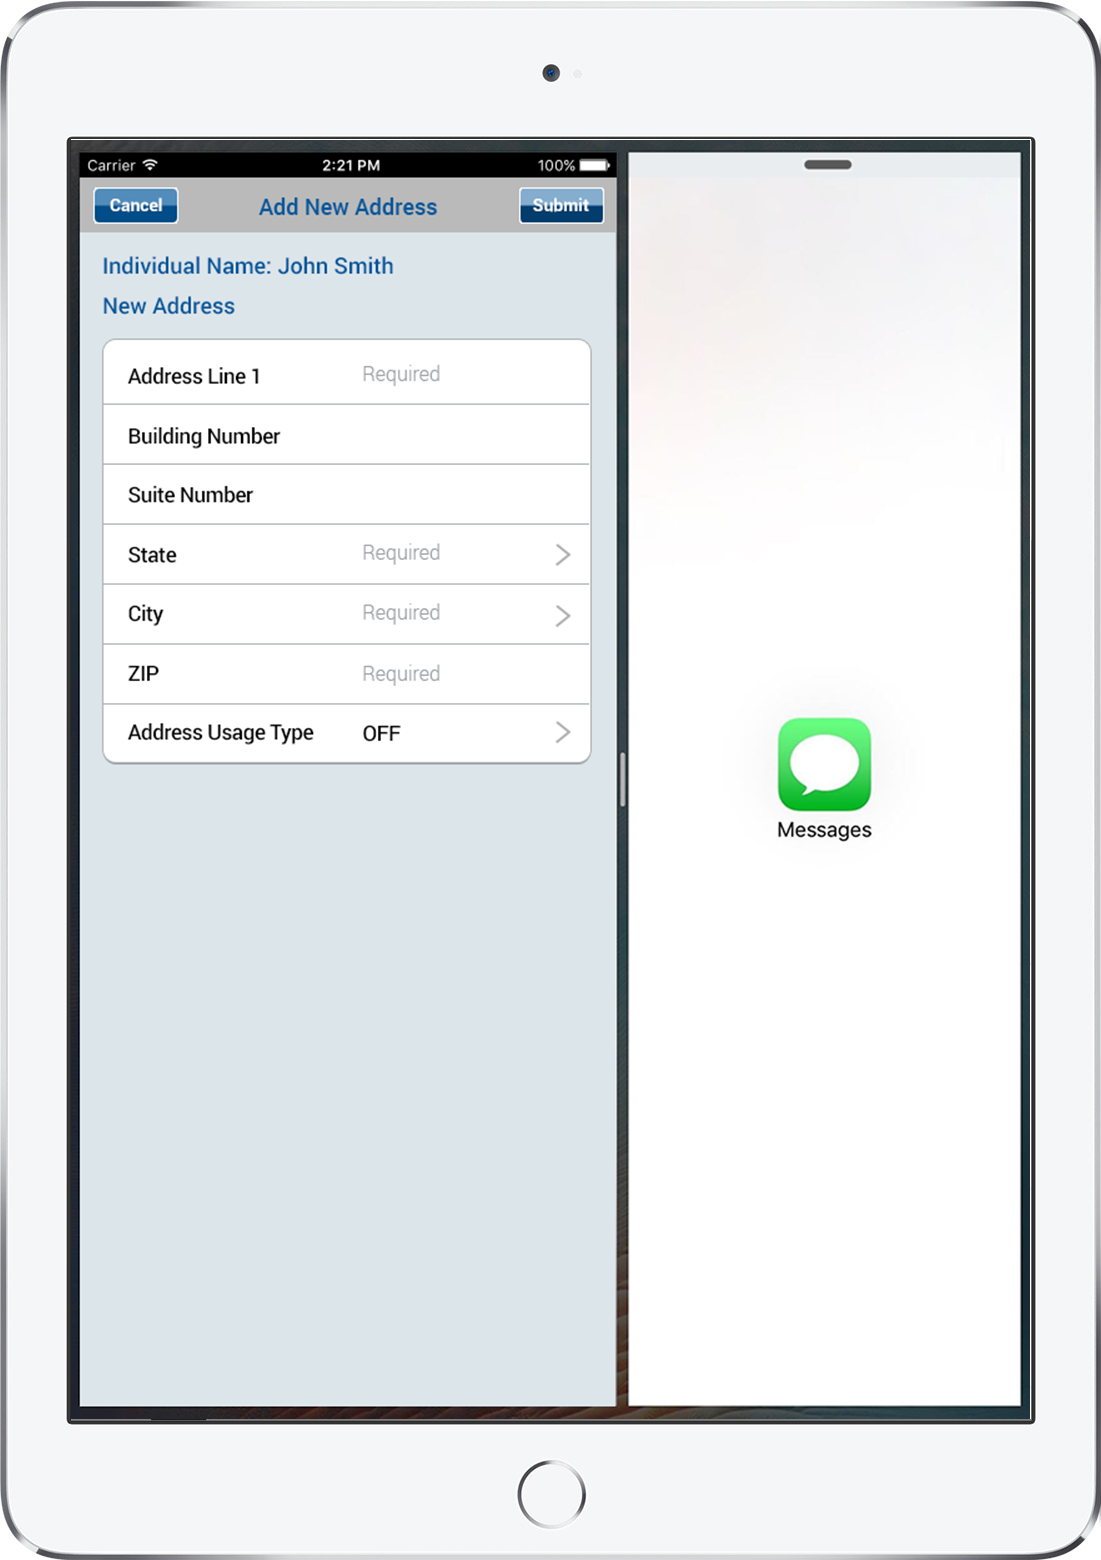 Carrier 2:21 PM 100%
Cancel Add New Address Submit
Individual Name: John Smith
New Address
Address Line 1 Required
Building Number
Suite Number
State Required
City Required
ZIP Required
Address Usage Type OFF
Messages